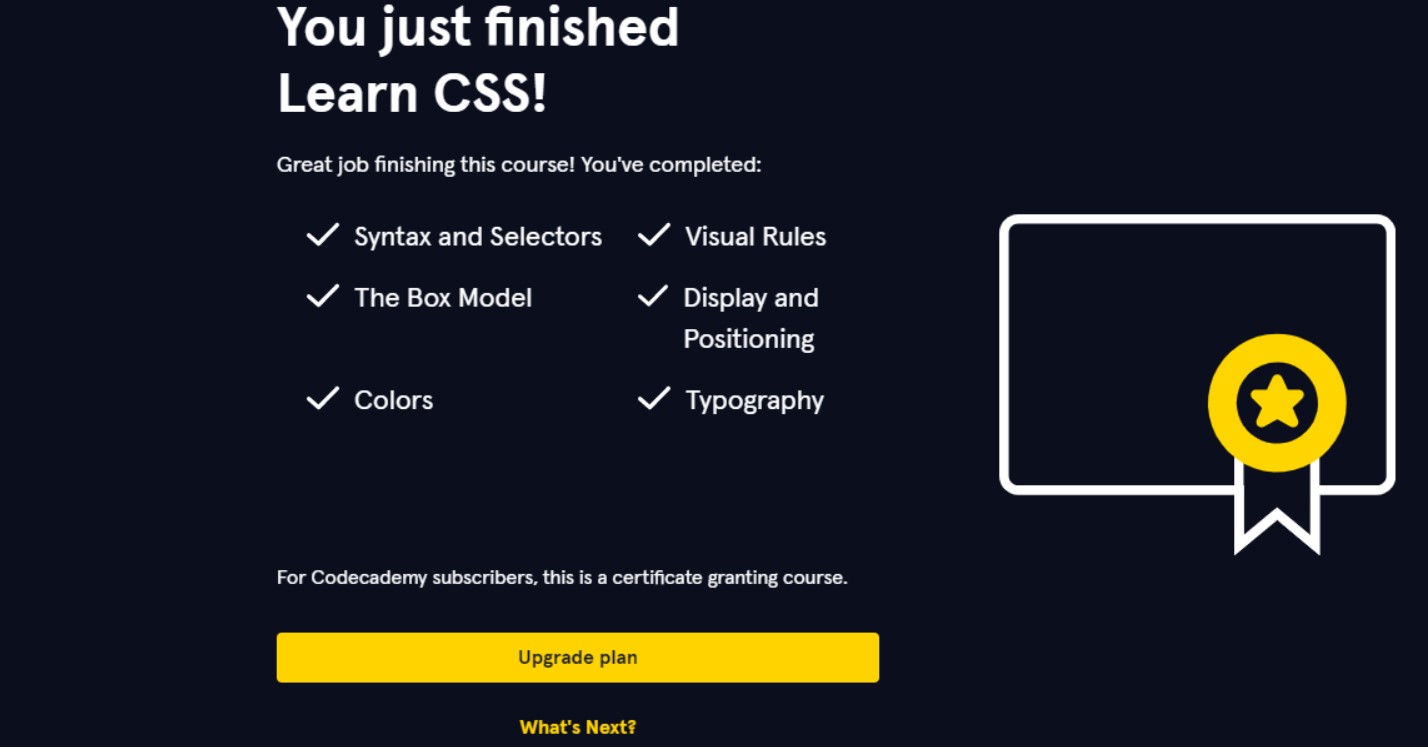 You just finished
Learn CSS!
Great job finishing this course! You've completed:
Syntax and Selectors
Visual Rules
The Box Model
Display and
Positioning
Colors
Typography
For Codecademy subscribers, this is a certificate granting course.
Upgrade plan
What's Next?